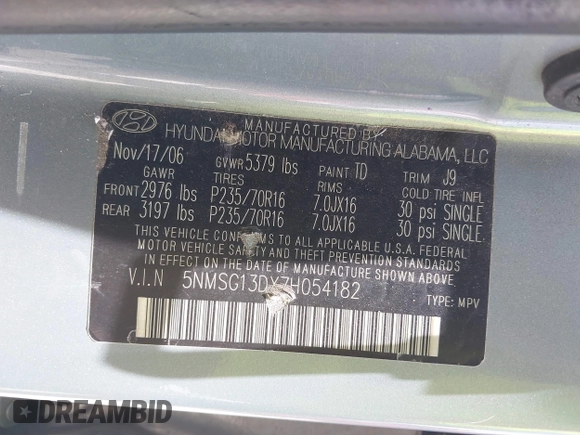 MANUFACTURED BY
HYUNDAI MOTOR MANUFACTURING ALABAMA, LLC
Nov/17/06 GVWR 5379 lbs PAINT TD TRIM J9
GAWR TIRES RIMS COLD TIRE INFL
FRONT 2976 lbs P235/70R16 7.0JX16 30 psi SINGLE
REAR 3197 lbs P235/70R16 7.0JX16 30 psi SINGLE
THIS VEHICLE CONFORMS TO ALL APPLICABLE U.S.A. FEDERAL
MOTOR VEHICLE SAFETY AND THEFT PREVENTION STANDARDS
IN EFFECT ON THE DATE OF MANUFACTURE SHOWN ABOVE.
V.I.N 5NMSG13DX7H054182
TYPE: MPV
DREAMBID